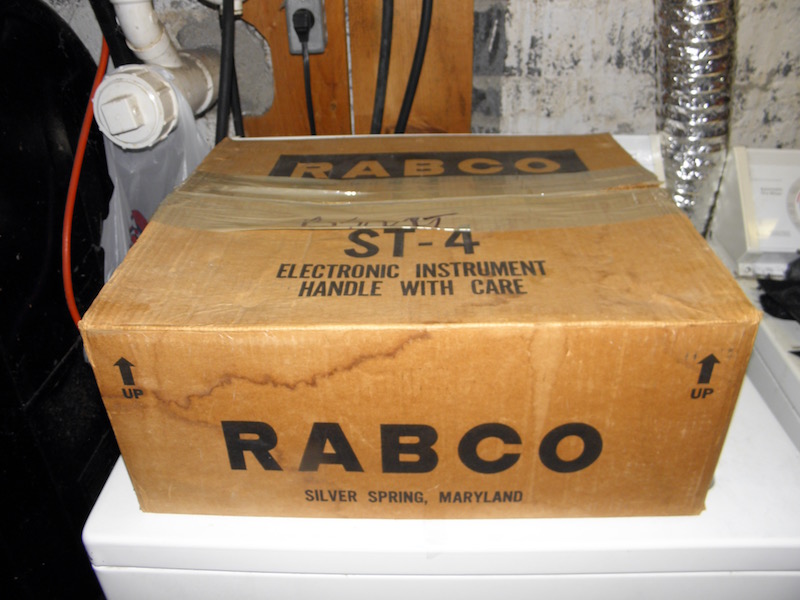 RABCO
ST-4
ELECTRONIC INSTRUMENT
HANDLE WITH CARE
UP
UP
RABCO
SILVER SPRING, MARYLAND